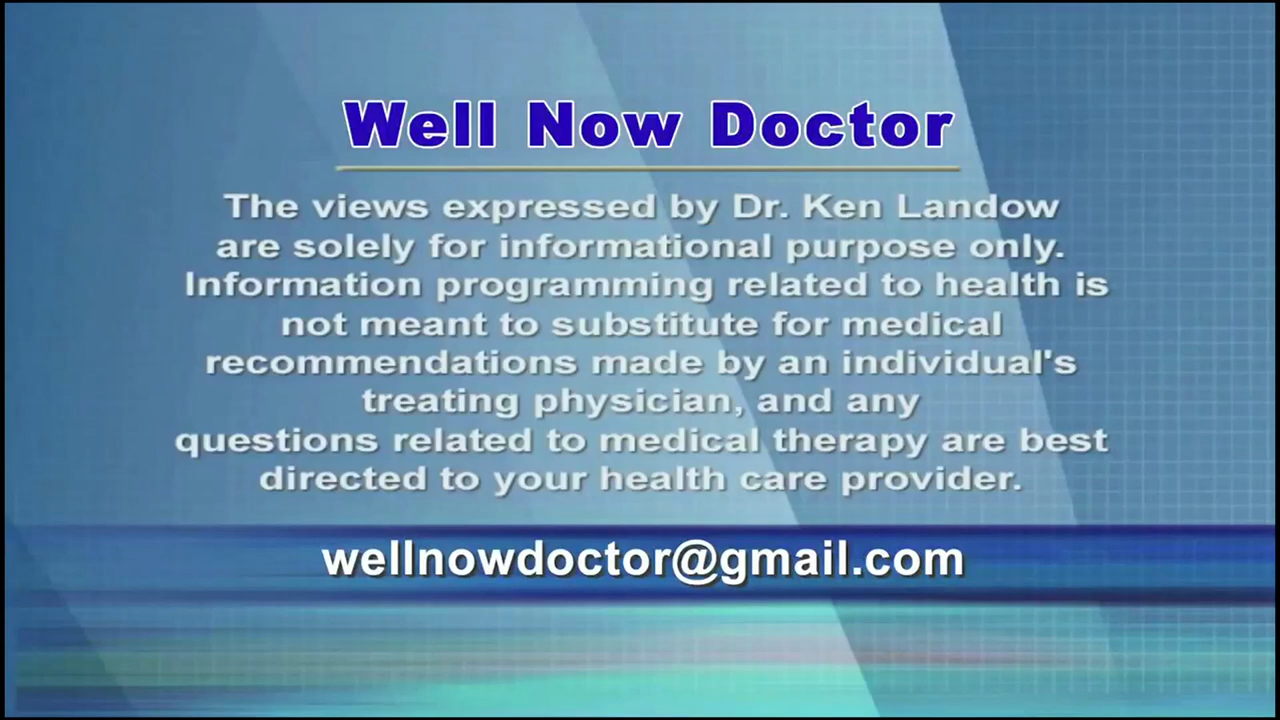 Well Now Doctor
The views expressed by Dr. Ken Landow
are solely for informational purpose only.
Information programming related to health is
not meant to substitute for medical
recommendations made by an individual's
treating physician, and any
questions related to medical therapy are best
directed to your health care provider.
wellnowdoctor@gmail.com